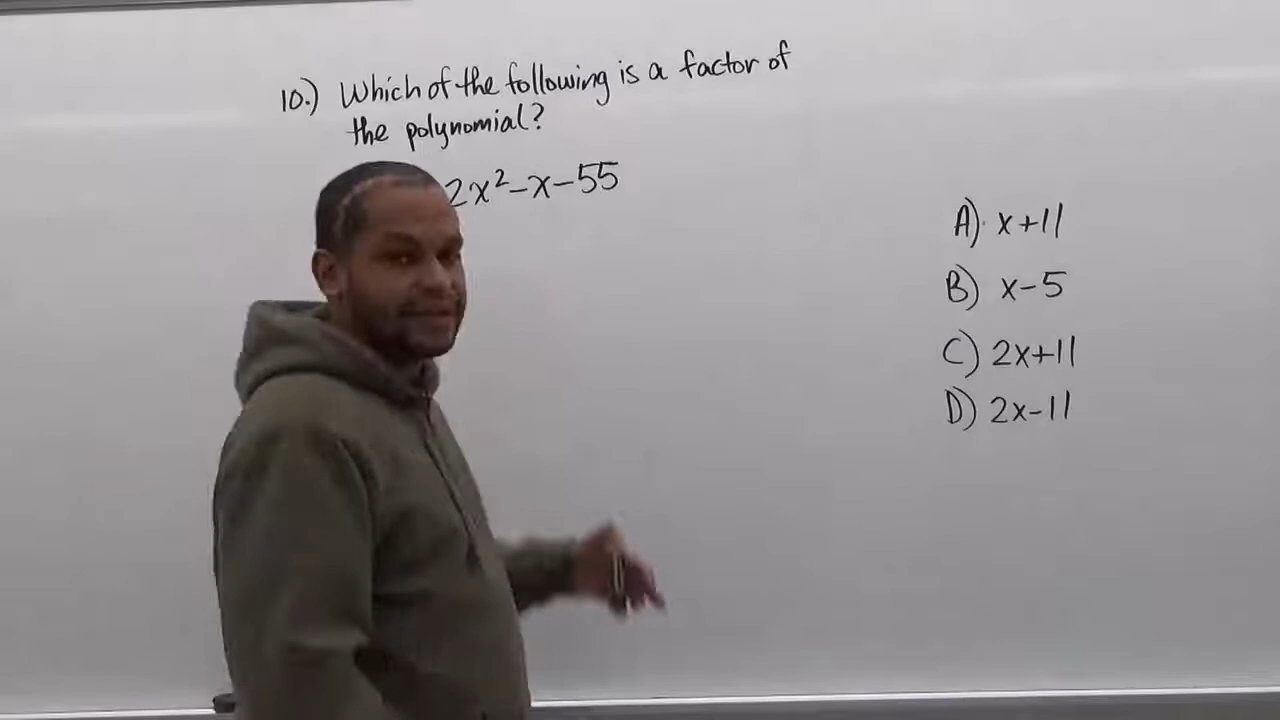 10.) Which of the following is a factor of
the polynomial?
2x²-x-55
A) x+11
B) x-5
C) 2x+11
D) 2x-11